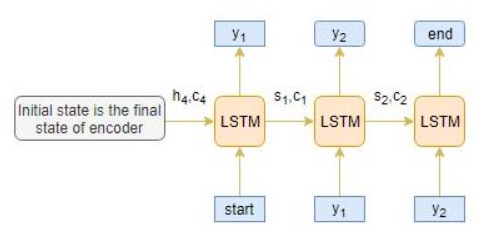 y₁
y₂
end
h₄,c₄
s₁,c₁
s₂,c₂
Initial state is the final
state of encoder
LSTM
LSTM
LSTM
start
y₁
y₂